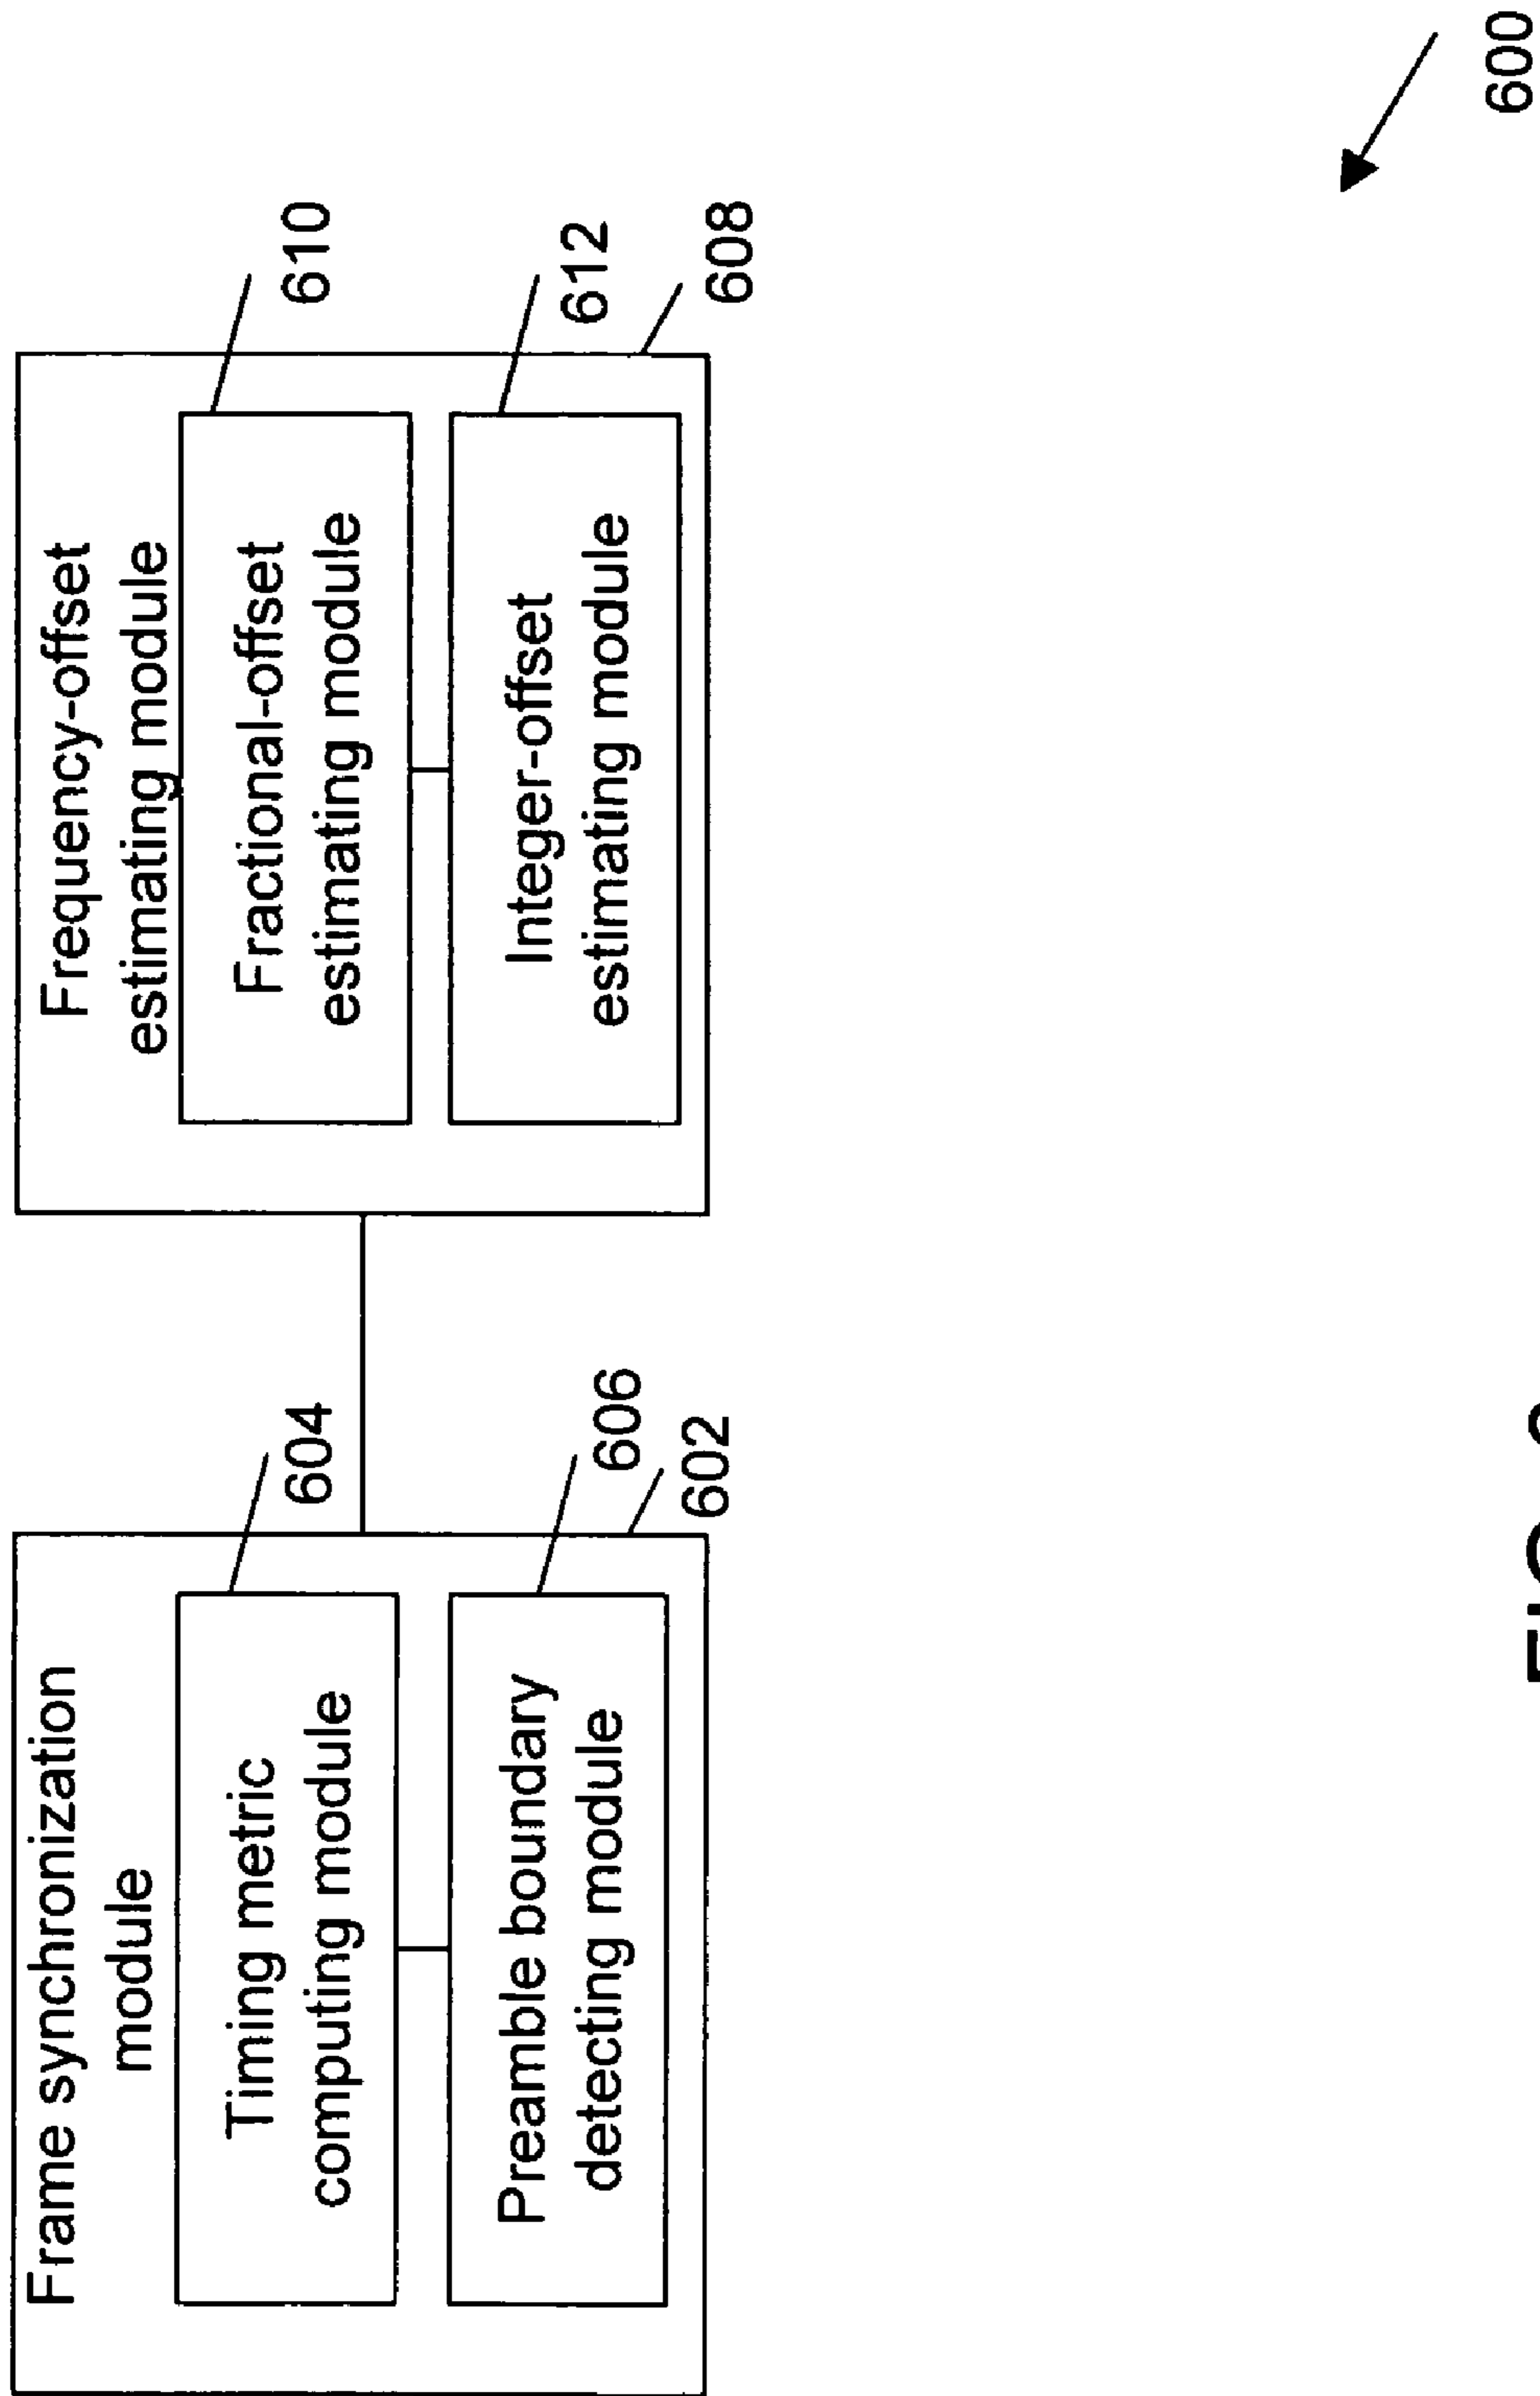 Frame synchronization
module
Timing metric
computing module
604
Preamble boundary
detecting module
606
602
Frequency-offset
estimating module
Fractional-offset
estimating module
610
Integer-offset
estimating module
612
608
600